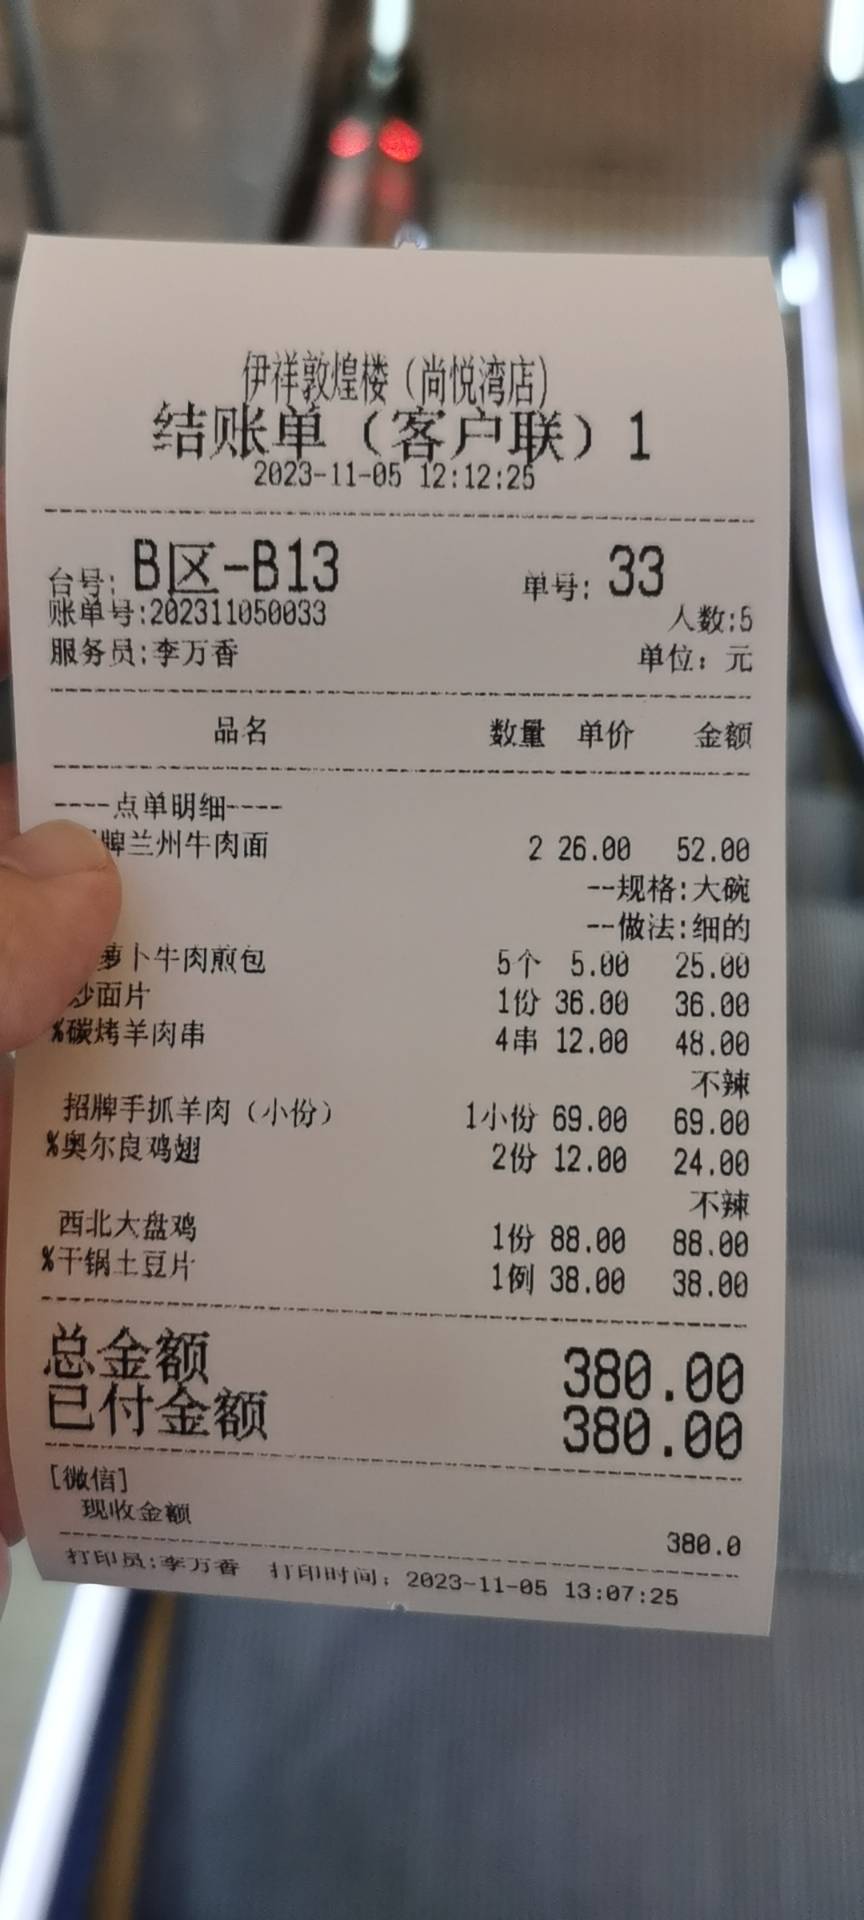 伊祥敦煌楼（尚悦湾店）
结账单（客户联）1
2023-11-05 12:12:25
台号: B区-B13 单号: 33
账单号:202311050033 人数:5
服务员:李万香 单位：元
品名 数量 单价 金额
----点单明细----
牌兰州牛肉面 2 26.00 52.00
--规格:大碗
--做法:细的
萝卜牛肉煎包 5个 5.00 25.00
炒面片 1份 36.00 36.00
%碳烤羊肉串 4串 12.00 48.00
不辣
招牌手抓羊肉（小份） 1小份 69.00 69.00
%奥尔良鸡翅 2份 12.00 24.00
不辣
西北大盘鸡 1份 88.00 88.00
%干锅土豆片 1例 38.00 38.00
总金额 380.00
已付金额 380.00
[微信]
现收金额 380.0
打印员:李万香 打印时间：2023-11-05 13:07:25